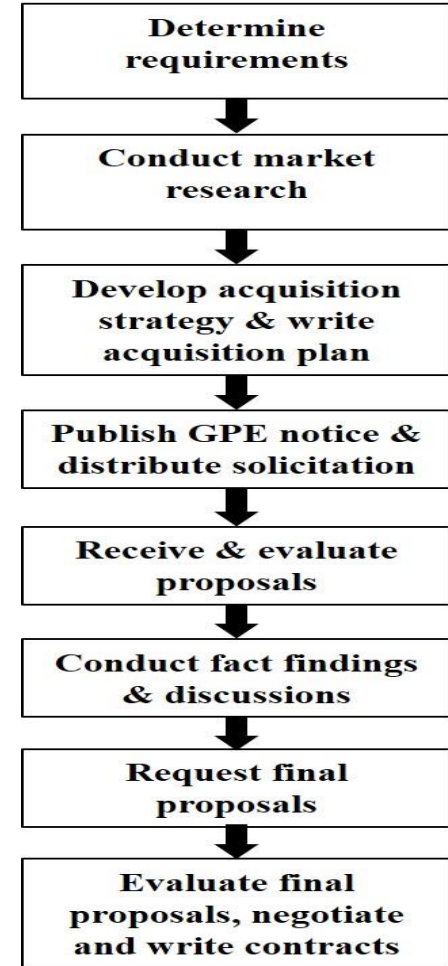 Determine
requirements
Conduct market
research
Develop acquisition
strategy & write
acquisition plan
Publish GPE notice &
distribute solicitation
Receive & evaluate
proposals
Conduct fact findings
& discussions
Request final
proposals
Evaluate final
proposals, negotiate
and write contracts